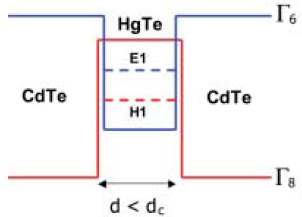 HgTe
Γ6
E1
CdTe
CdTe
H1
Γ8
d < dc